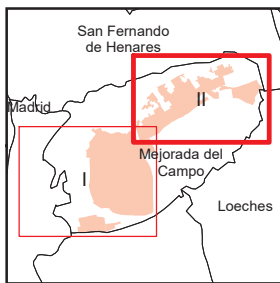 San Fernando
de Henares
Madrid
II
Mejorada del
Campo
I
Loeches